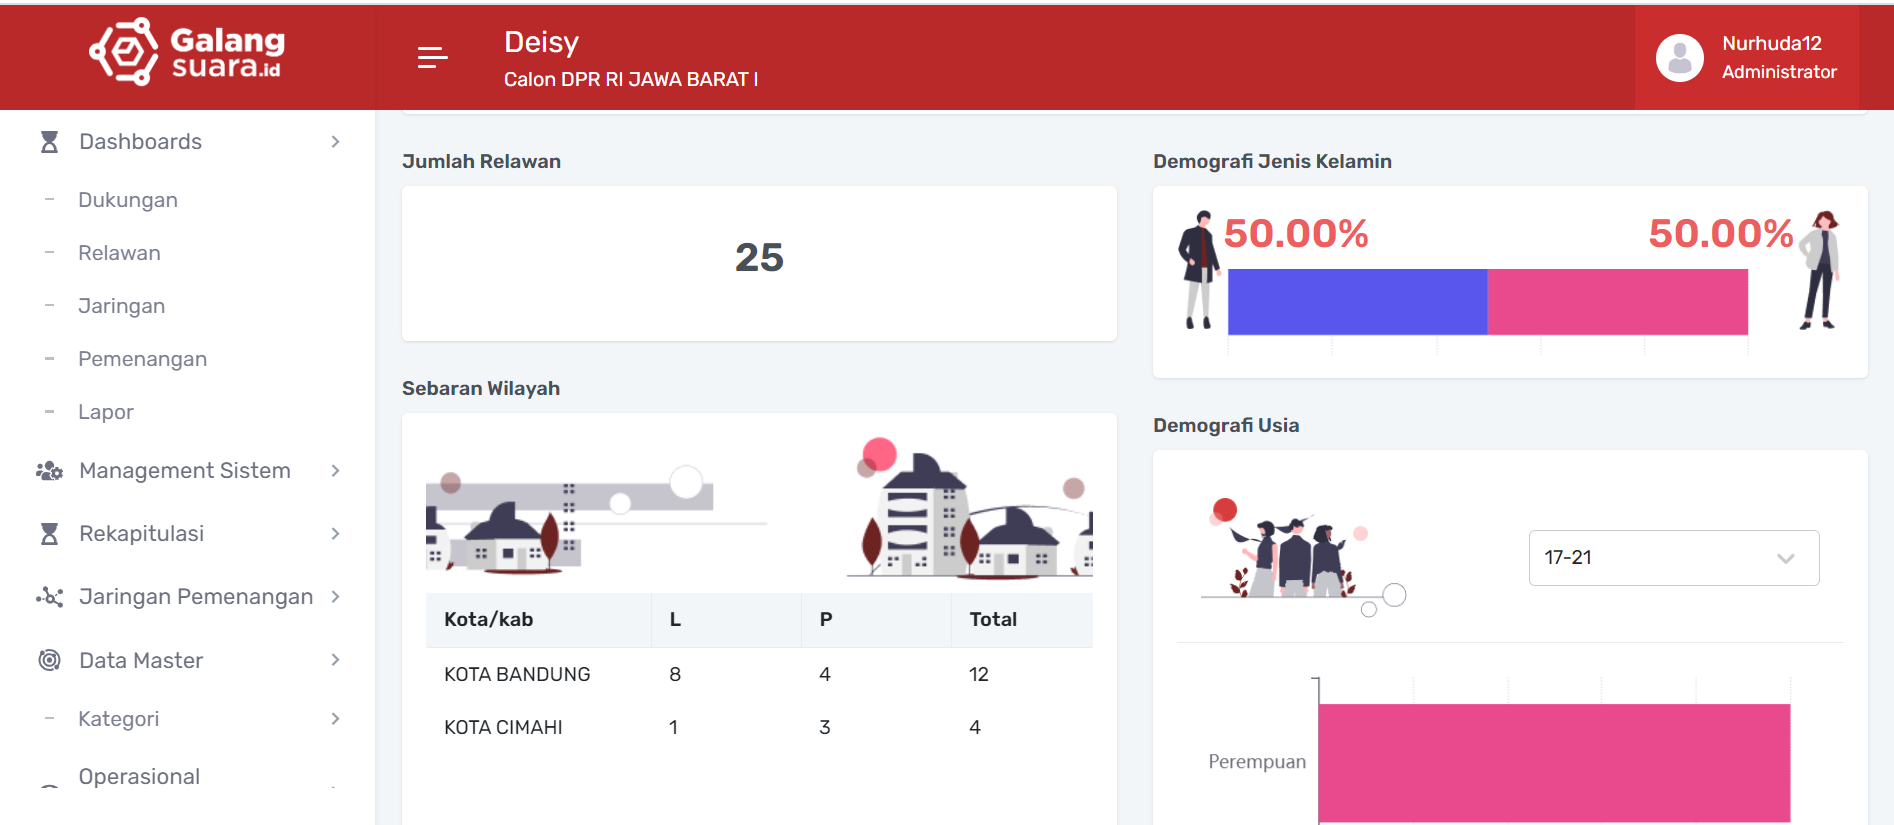 Galang
suara.id
Deisy
Calon DPR RI JAWA BARAT I
Nurhuda12
Administrator
Dashboards
Dukungan
Relawan
Jaringan
Pemenangan
Lapor
Management Sistem
Rekapitulasi
Jaringan Pemenangan
Data Master
Kategori
Operasional
Jumlah Relawan
25
Sebaran Wilayah
Kota/kab L P Total
KOTA BANDUNG 8 4 12
KOTA CIMAHI 1 3 4
Demografi Jenis Kelamin
50.00% 50.00%
Demografi Usia
17-21
Perempuan